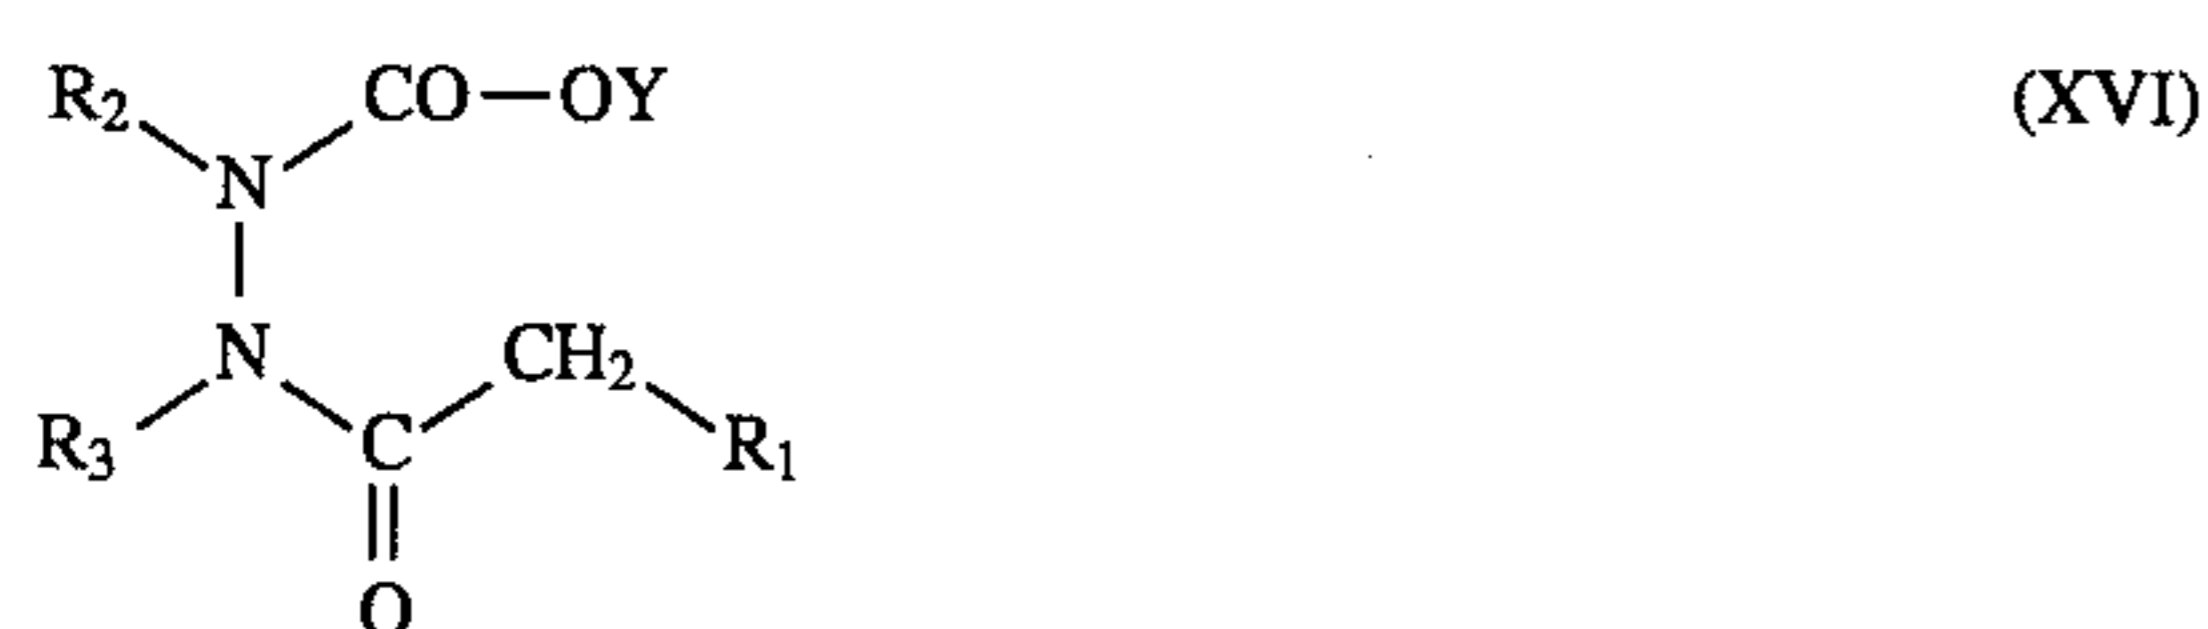 R₂ CO—OY (XVI)
N
N CH₂
R₃ C R₁
O